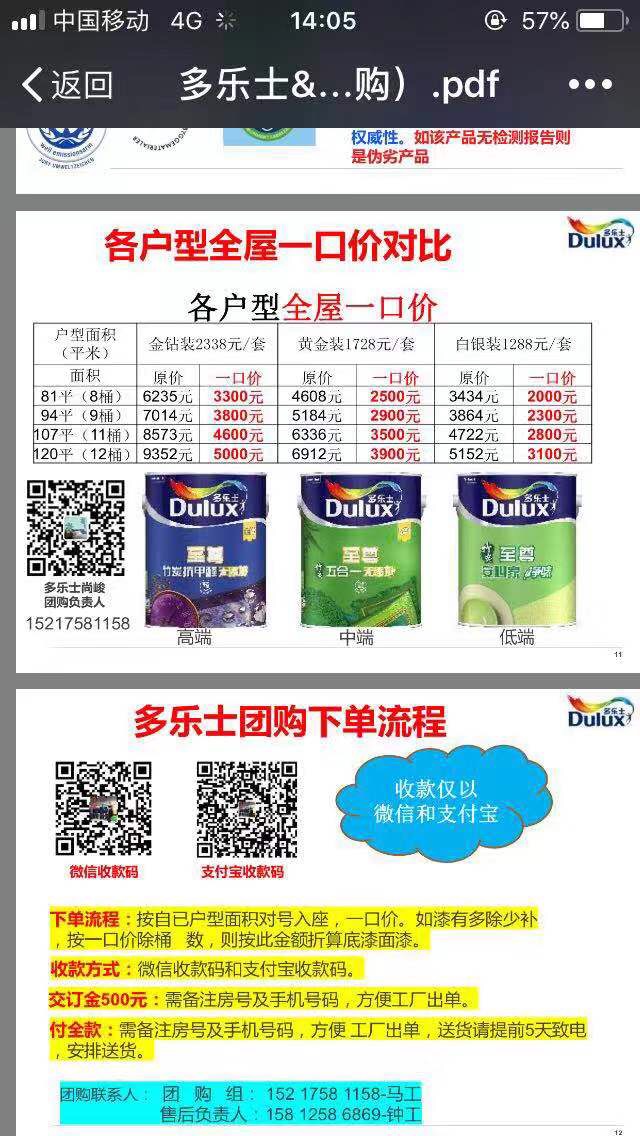 中国移动 4G 14:05 57%
返回 多乐士&...购）.pdf
well emissionsarm
JURY UMWELTZEICHEN
权威性。如该产品无检测报告则
是伪劣产品
各户型全屋一口价对比
多乐士
Dulux
各户型全屋一口价
户型面积（平米） 金钻装2338元/套 黄金装1728元/套 白银装1288元/套
面积 原价 一口价 原价 一口价 原价 一口价
81平（8桶） 6235元 3300元 4608元 2500元 3434元 2000元
94平（9桶） 7014元 3800元 5184元 2900元 3864元 2300元
107平（11桶） 8573元 4600元 6336元 3500元 4722元 2800元
120平（12桶） 9352元 5000元 6912元 3900元 5152元 3100元
多乐士
Dulux
至尊
竹炭抗甲醛无添加
多乐士
Dulux
至尊
五合一无添加
多乐士
Dulux
至尊
净味
多乐士尚峻
团购负责人
15217581158
高端 中端 低端
11
多乐士团购下单流程
多乐士
Dulux
收款仅以
微信和支付宝
微信收款码 支付宝收款码
下单流程：按自已户型面积对号入座，一口价。如漆有多除少补
，按一口价除桶 数，则按此金额折算底漆面漆。
收款方式：微信收款码和支付宝收款码。
交订金500元：需备注房号及手机号码，方便工厂出单。
付全款：需备注房号及手机号码，方便 工厂出单，送货请提前5天致电
，安排送货。
团购联系人： 团 购 组： 152 1758 1158-马工
售后负责人：158 1258 6869-钟工
12